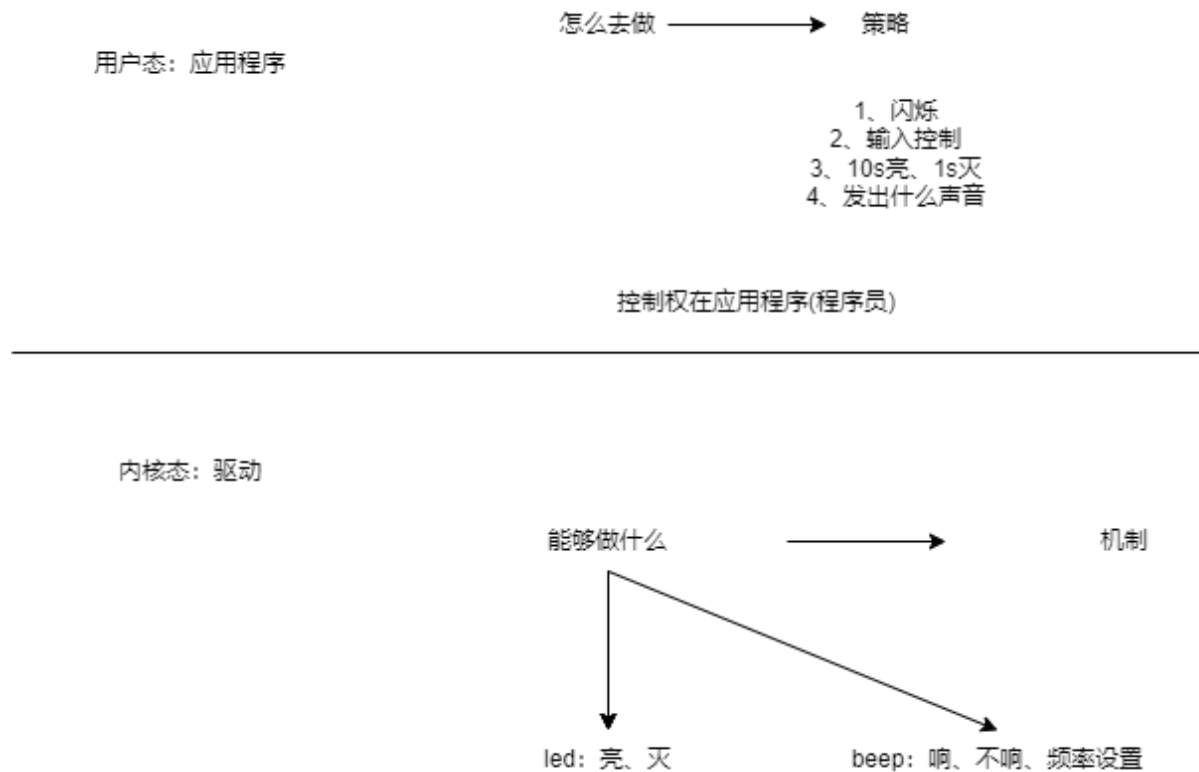 怎么去做
策略
用户态：应用程序
1、闪烁
2、输入控制
3、10s亮、1s灭
4、发出什么声音
控制权在应用程序(程序员)
内核态：驱动
能够做什么
机制
led：亮、灭
beep：响、不响、频率设置